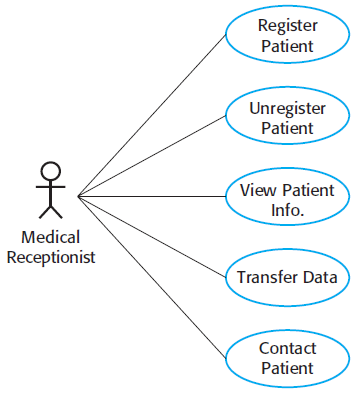 Register
Patient
Unregister
Patient
View Patient
Info.
Medical
Receptionist
Transfer Data
Contact
Patient